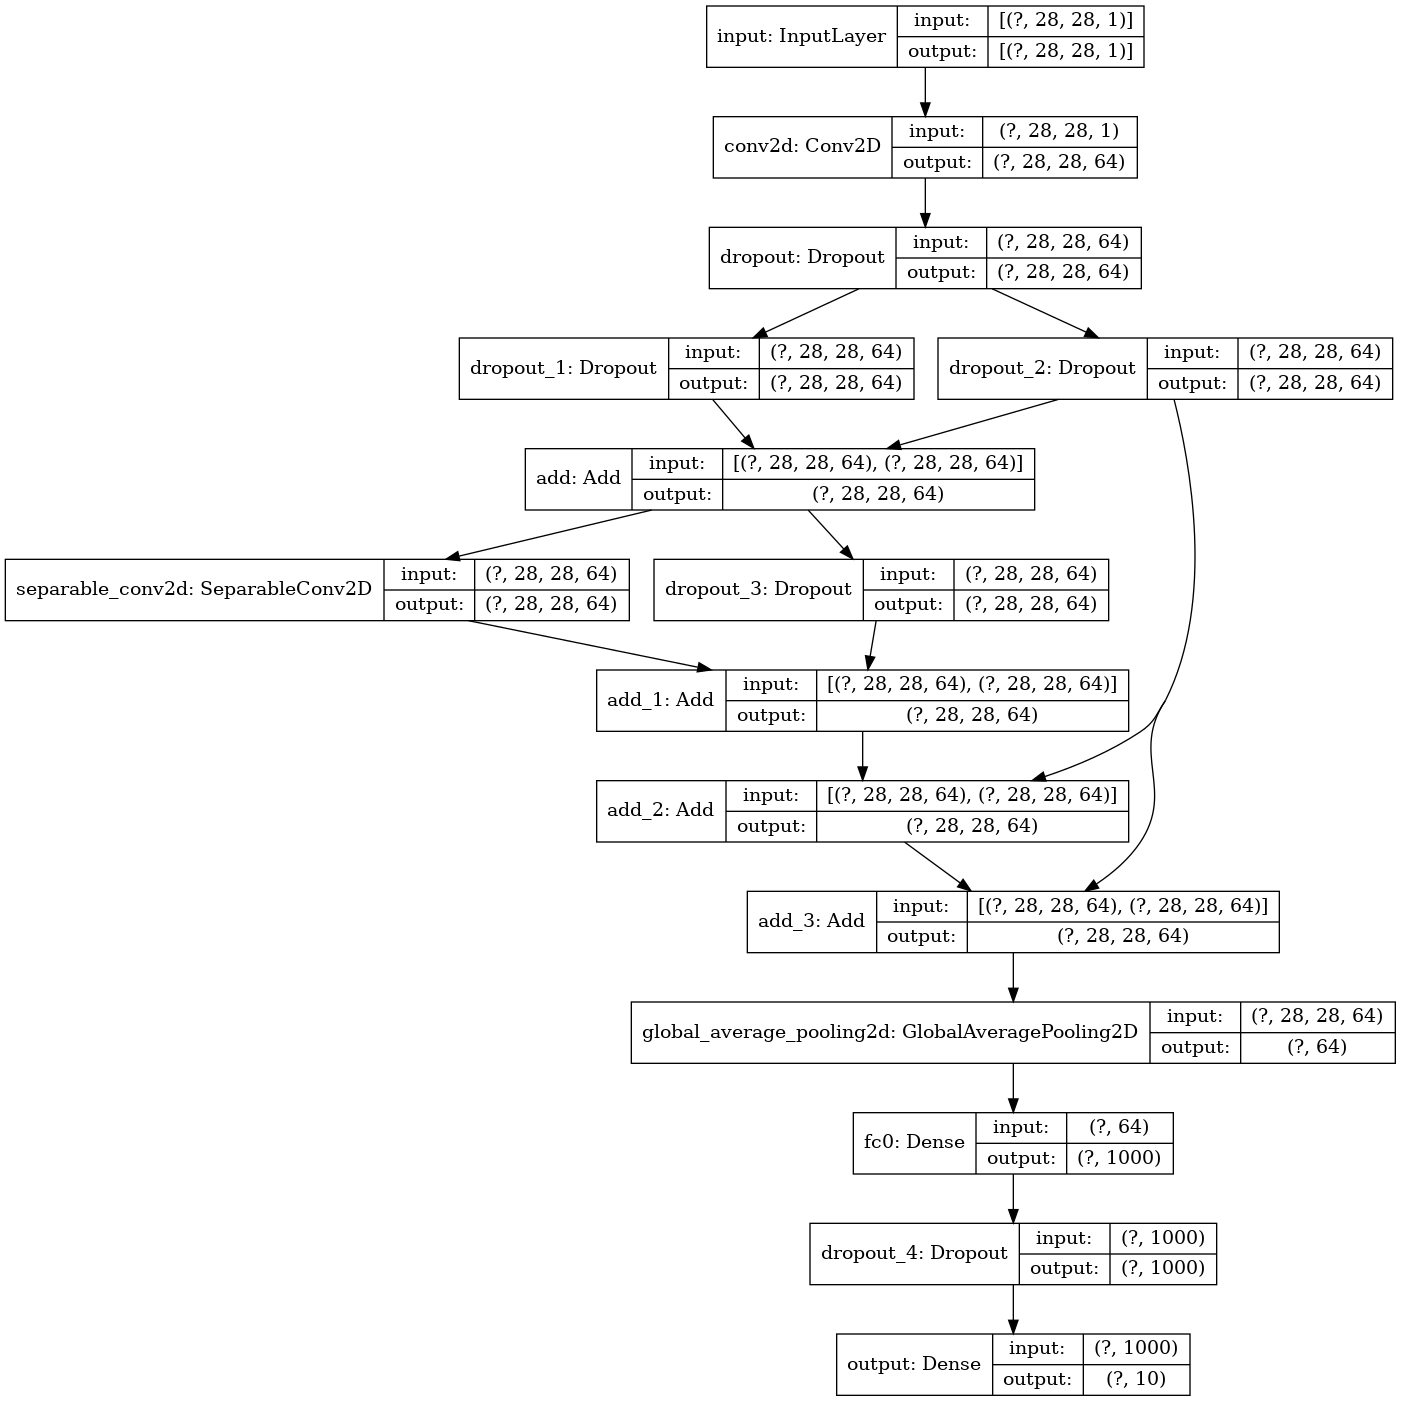 input: InputLayer
input: [(?, 28, 28, 1)]
output: [(?, 28, 28, 1)]
conv2d: Conv2D
input: (?, 28, 28, 1)
output: (?, 28, 28, 64)
dropout: Dropout
input: (?, 28, 28, 64)
output: (?, 28, 28, 64)
dropout_1: Dropout
input: (?, 28, 28, 64)
output: (?, 28, 28, 64)
dropout_2: Dropout
input: (?, 28, 28, 64)
output: (?, 28, 28, 64)
add: Add
input: [(?, 28, 28, 64), (?, 28, 28, 64)]
output: (?, 28, 28, 64)
separable_conv2d: SeparableConv2D
input: (?, 28, 28, 64)
output: (?, 28, 28, 64)
dropout_3: Dropout
input: (?, 28, 28, 64)
output: (?, 28, 28, 64)
add_1: Add
input: [(?, 28, 28, 64), (?, 28, 28, 64)]
output: (?, 28, 28, 64)
add_2: Add
input: [(?, 28, 28, 64), (?, 28, 28, 64)]
output: (?, 28, 28, 64)
add_3: Add
input: [(?, 28, 28, 64), (?, 28, 28, 64)]
output: (?, 28, 28, 64)
global_average_pooling2d: GlobalAveragePooling2D
input: (?, 28, 28, 64)
output: (?, 64)
fc0: Dense
input: (?, 64)
output: (?, 1000)
dropout_4: Dropout
input: (?, 1000)
output: (?, 1000)
output: Dense
input: (?, 1000)
output: (?, 10)